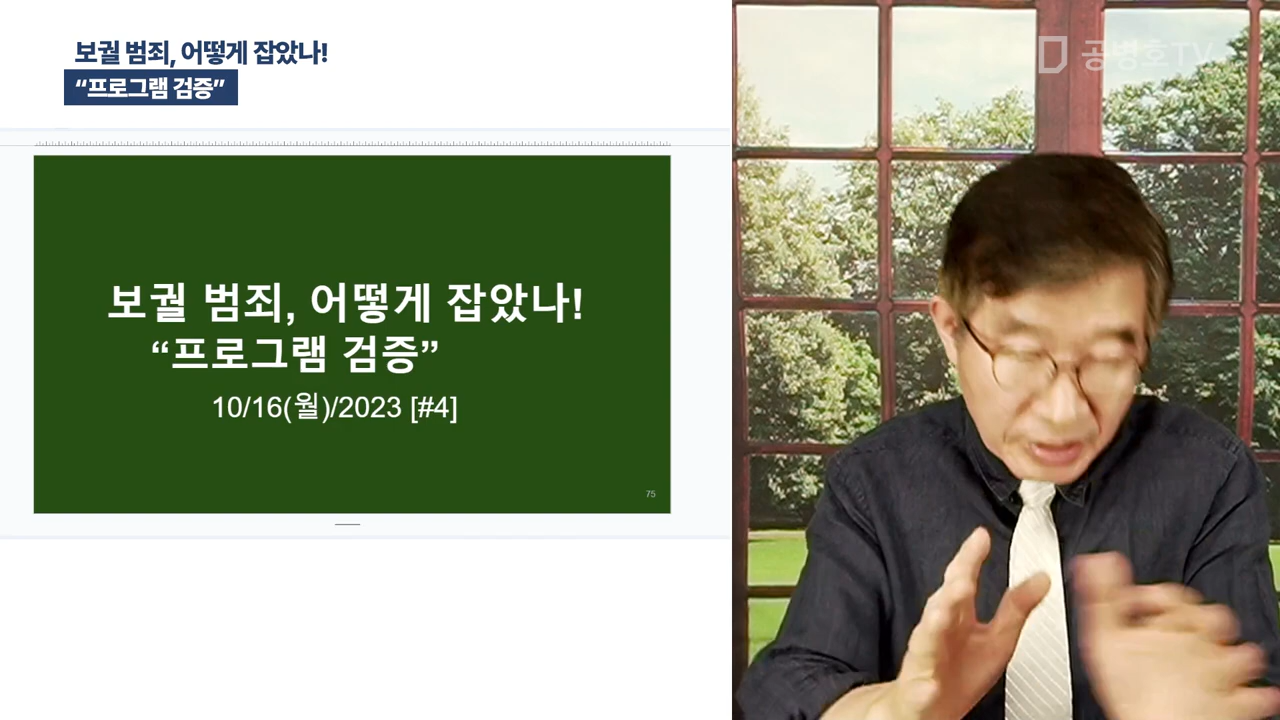 보궐 범죄, 어떻게 잡았나!
“프로그램 검증”
공병호TV
보궐 범죄, 어떻게 잡았나!
“프로그램 검증”
10/16(월)/2023 [#4]
75